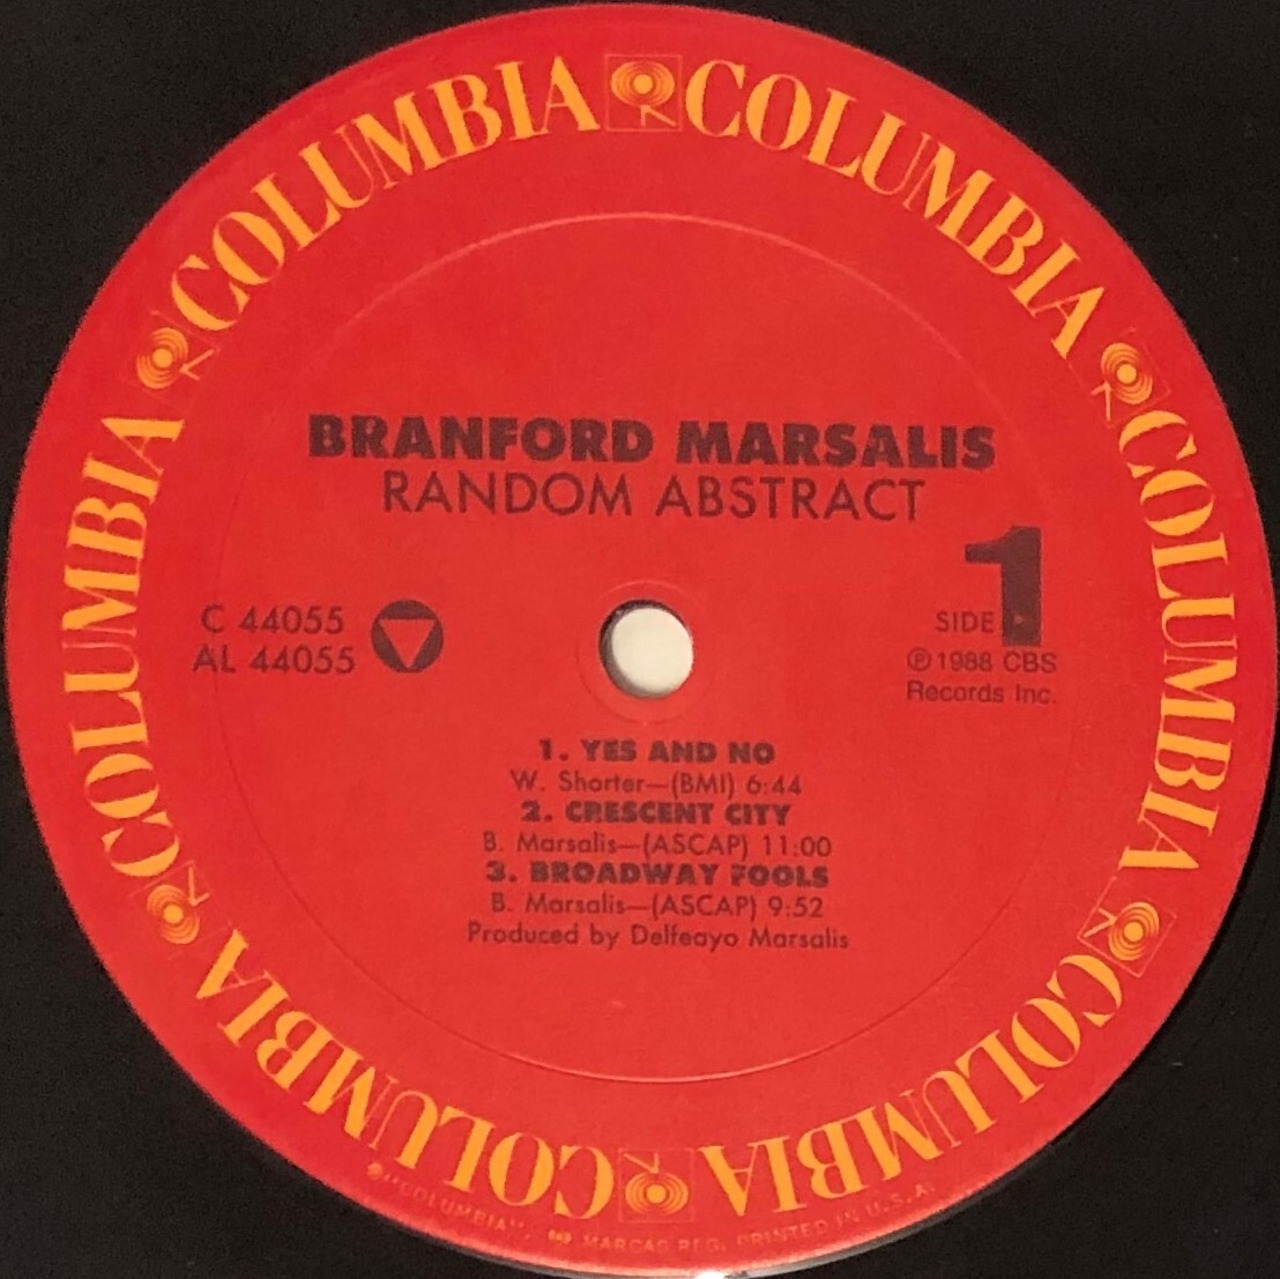 COLUMBIA COLUMBIA COLUMBIA COLUMBIA COLUMBIA COLUMBIA
BRANFORD MARSALIS
RANDOM ABSTRACT
C 44055
AL 44055
SIDE 1
℗ 1988 CBS
Records Inc.
1. YES AND NO
W. Shorter—(BMI) 6:44
2. CRESCENT CITY
B. Marsalis—(ASCAP) 11:00
3. BROADWAY FOOLS
B. Marsalis—(ASCAP) 9:52
Produced by Delfeayo Marsalis
"COLUMBIA", MARCAS REG. PRINTED IN U.S.A.